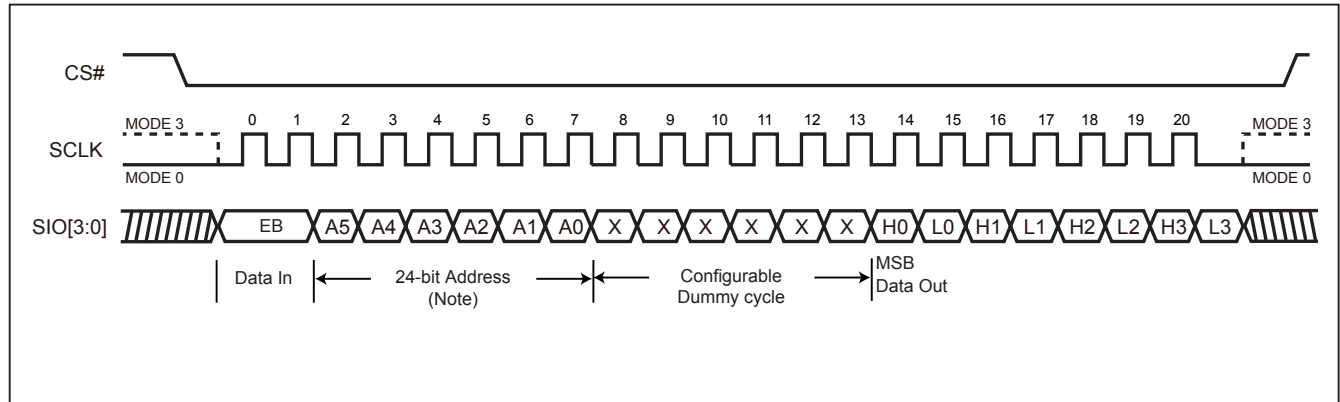 CS#
MODE 3
0 1 2 3 4 5 6 7 8 9 10 11 12 13 14 15 16 17 18 19 20
MODE 3
SCLK
MODE 0
MODE 0
SIO[3:0]
EB A5 A4 A3 A2 A1 A0 X X X X X X H0 L0 H1 L1 H2 L2 H3 L3
Data In
24-bit Address
(Note)
Configurable
Dummy cycle
MSB
Data Out